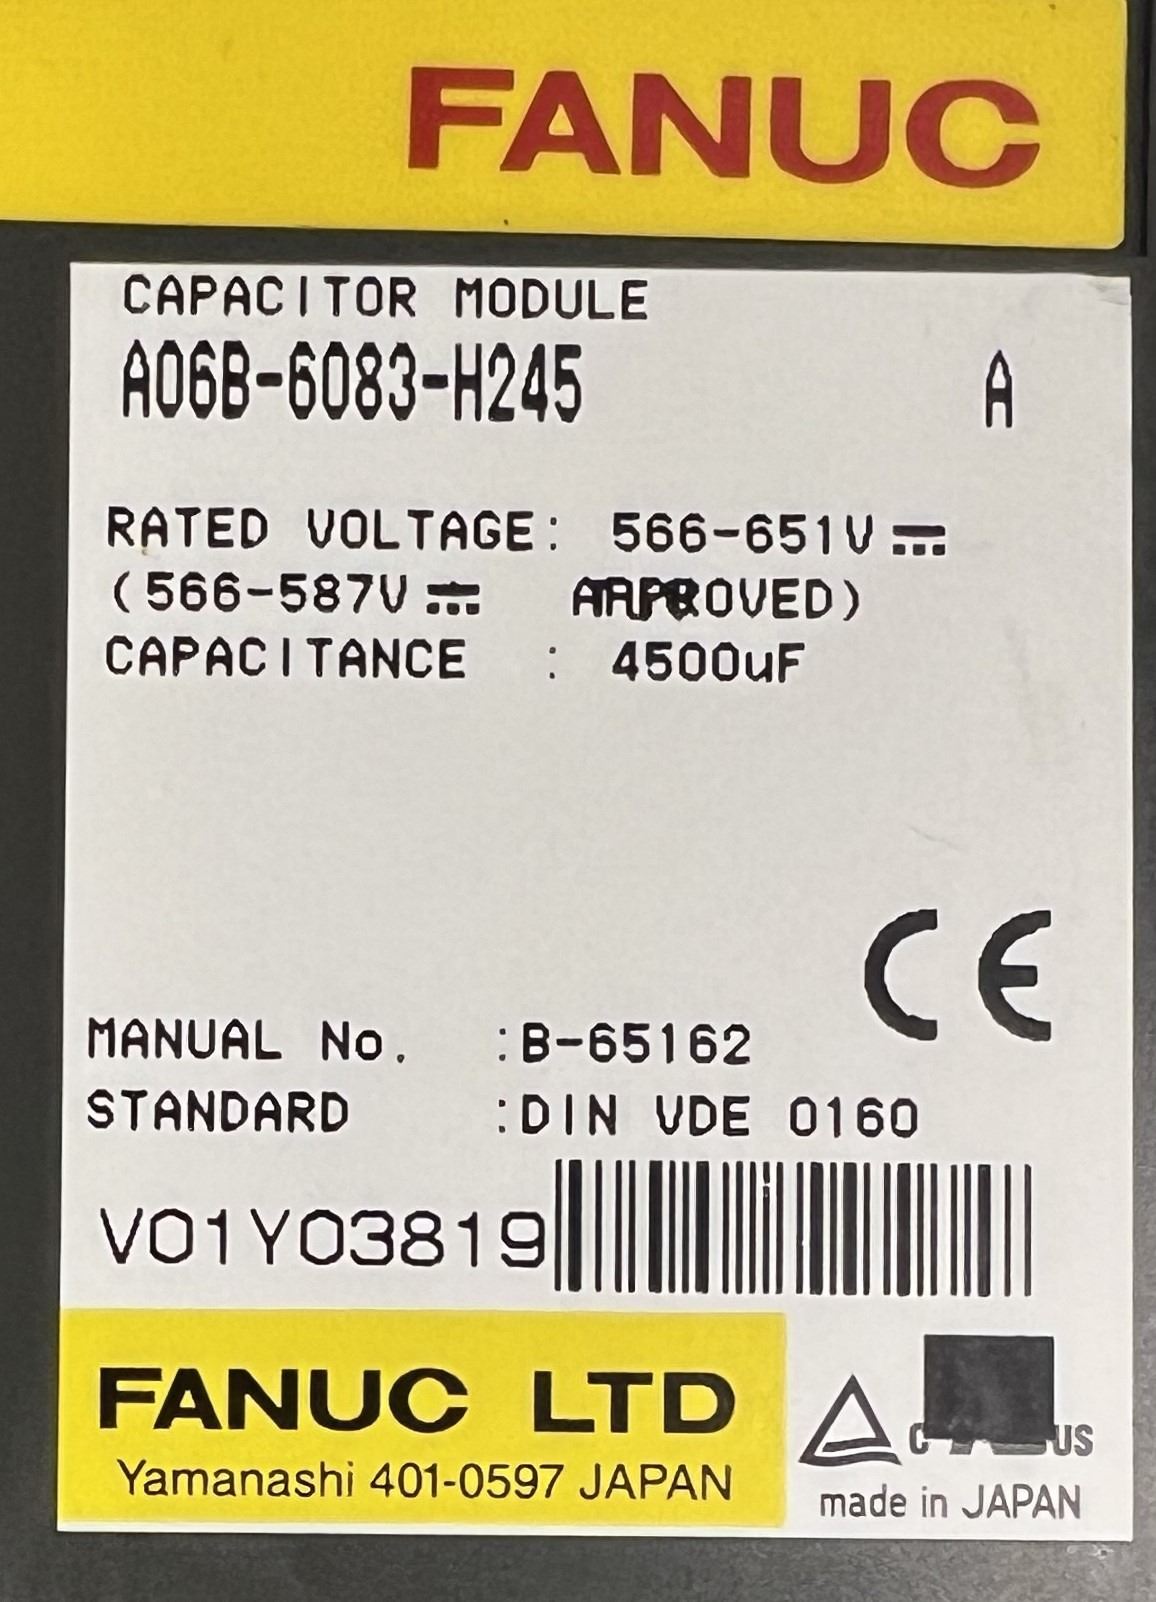 FANUC
CAPACITOR MODULE
A06B-6083-H245 A
RATED VOLTAGE: 566-651V
(566-587V APPROVED)
CAPACITANCE : 4500uF
CE
MANUAL No. :B-65162
STANDARD :DIN VDE 0160
V01Y03819
FANUC LTD
Yamanashi 401-0597 JAPAN
C US
made in JAPAN